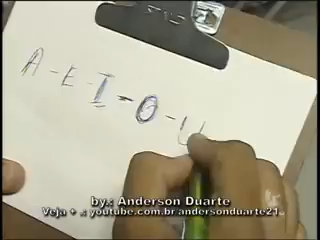 A - E - I - O - U
by: Anderson Duarte
Veja + x youtube.com.br/andersonduarte21